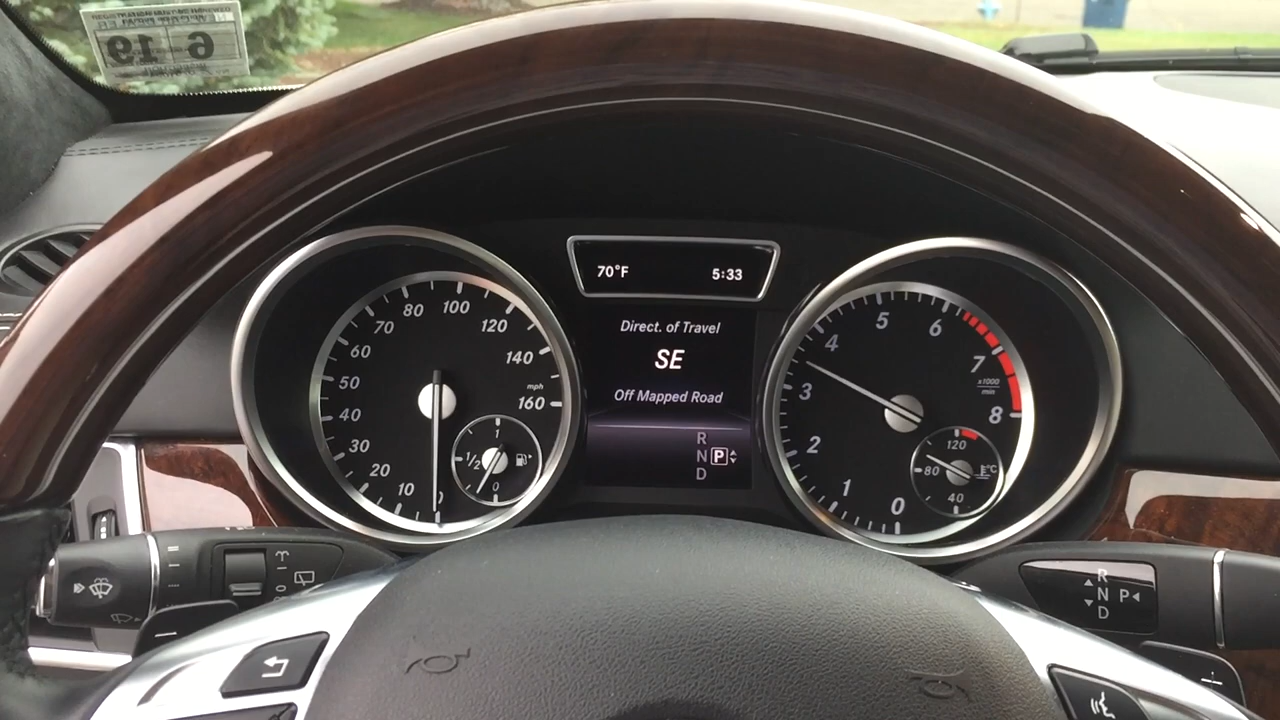 6 - 19
70°F
5:33
Direct. of Travel
SE
Off Mapped Road
R
N P
D
0
10
20
30
40
50
60
70
80
100
120
140
mph
160
1
1/2
0
0
1
2
3
4
5
6
7
x1000
min
8
120
80
°C
40
R
N P
D